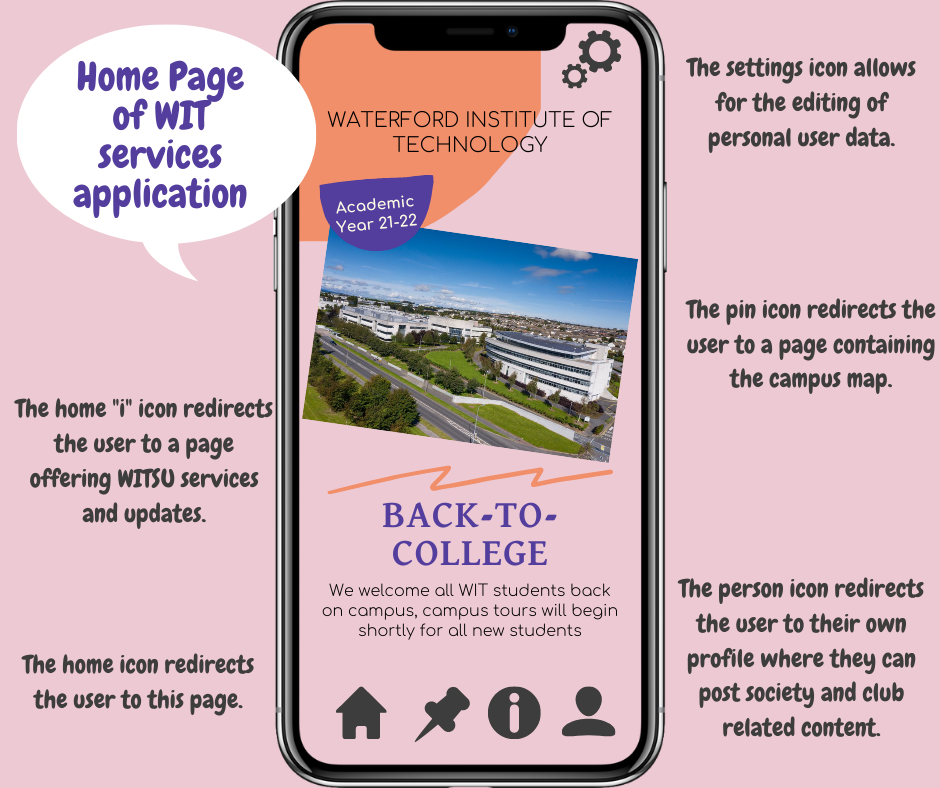 Home Page
of WIT
services
application
The settings icon allows
for the editing of
personal user data.
WATERFORD INSTITUTE OF
TECHNOLOGY
Academic
Year 21-22
The pin icon redirects the
user to a page containing
the campus map.
The home "i" icon redirects
the user to a page
offering WITSU services
and updates.
BACK-TO-
COLLEGE
We welcome all WIT students back
on campus, campus tours will begin
shortly for all new students
The person icon redirects
the user to their own
profile where they can
post society and club
related content.
The home icon redirects
the user to this page.
i